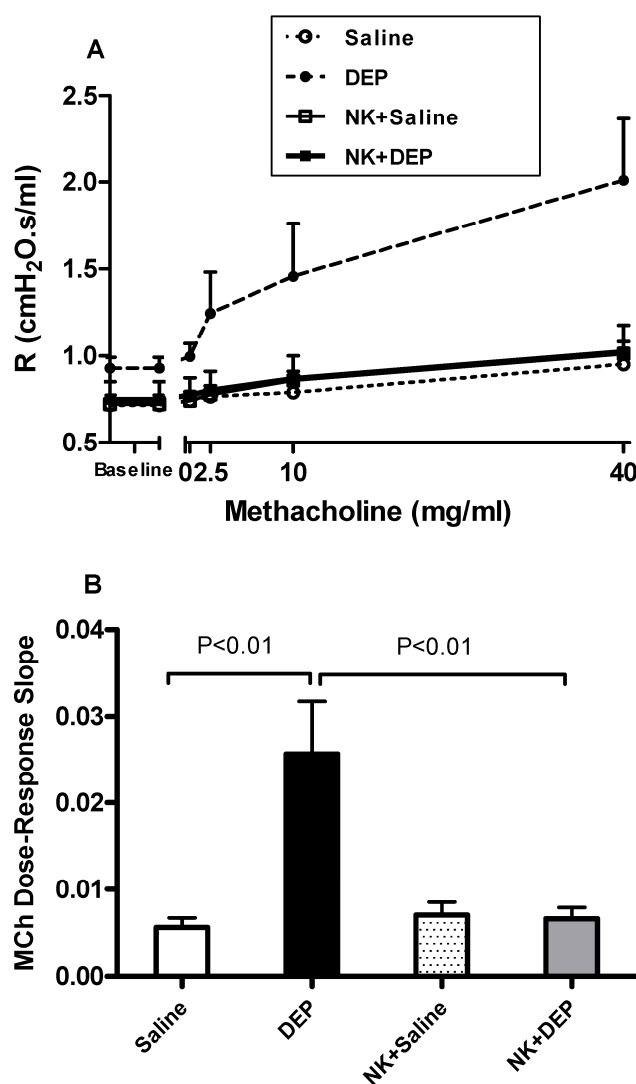 A
Saline
DEP
NK+Saline
NK+DEP
R (cmH₂O.s/ml)
2.5
2.0
1.5
1.0
0.5
Baseline
0
2.5
10
40
Methacholine (mg/ml)
B
MCh Dose-Response Slope
0.04
0.03
0.02
0.01
0.00
P<0.01
P<0.01
Saline
DEP
NK+Saline
NK+DEP